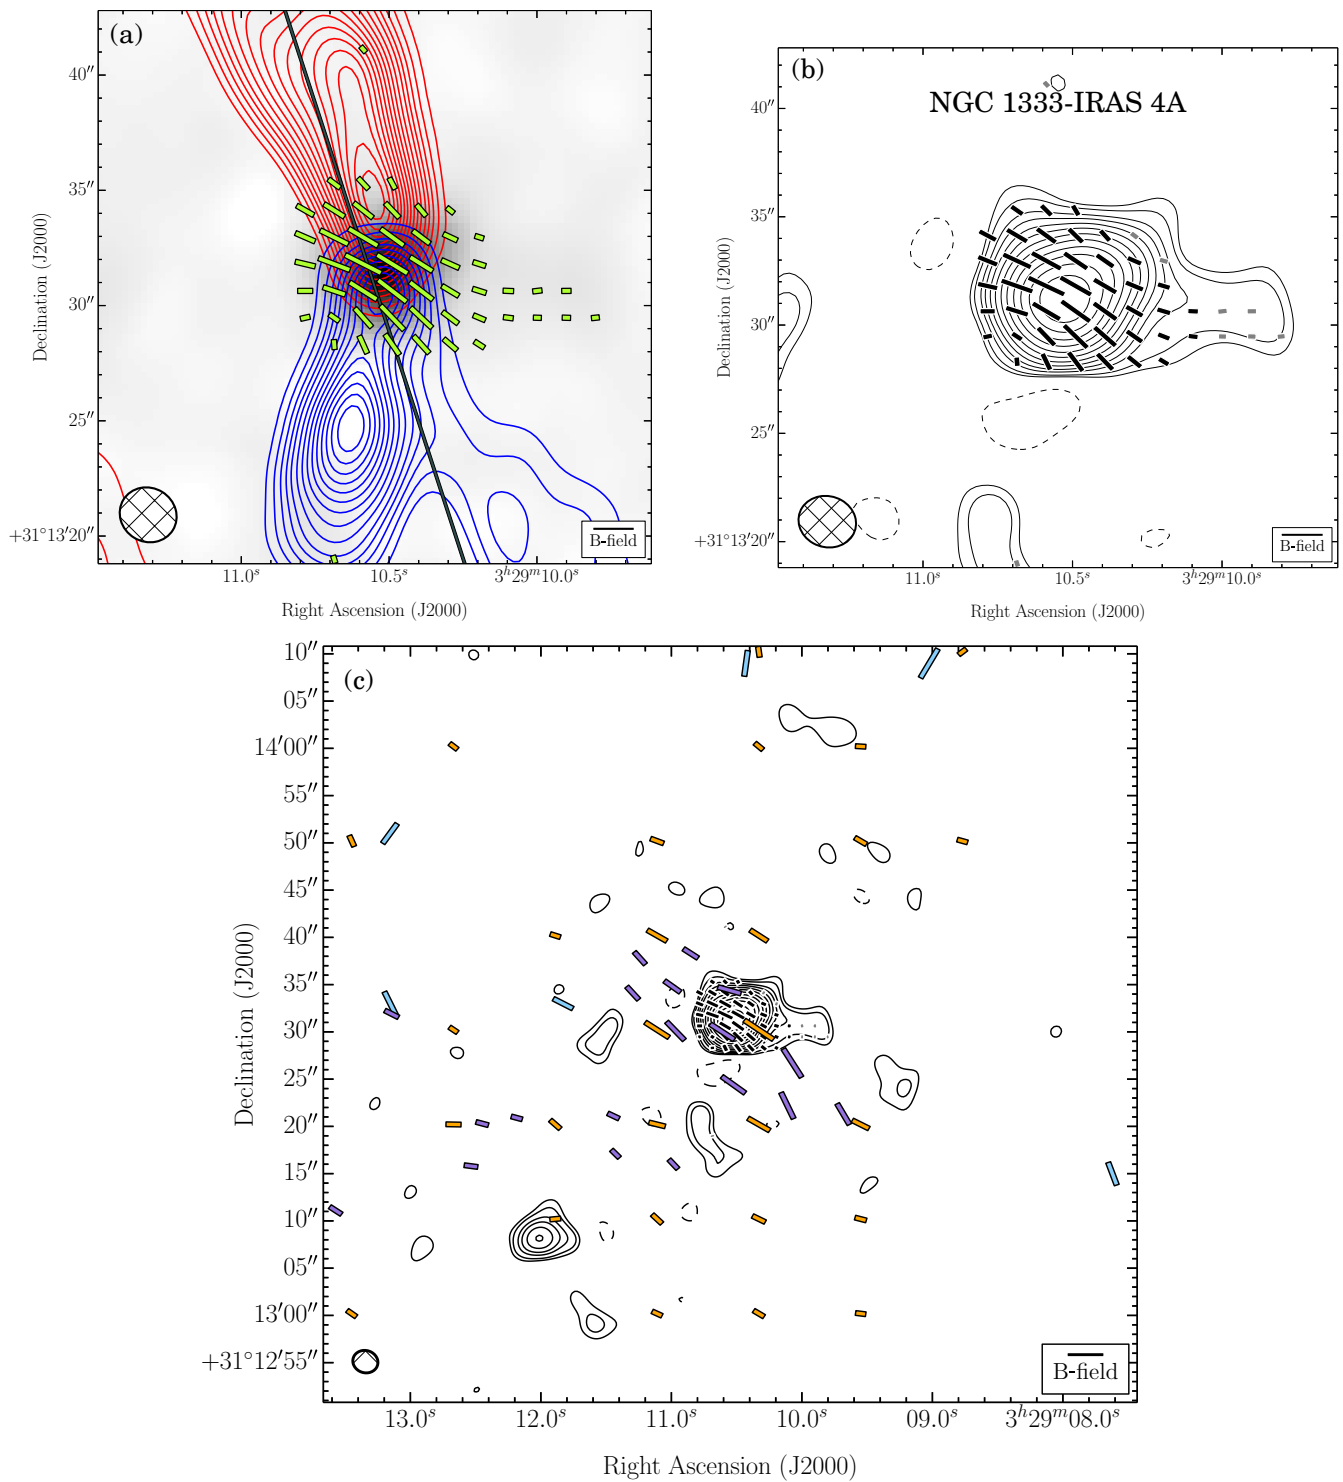 (a)
40″
35″
30″
25″
+31°13′20″
Declination (J2000)
11.0ˢ
10.5ˢ
3ʰ29ᵐ10.0ˢ
Right Ascension (J2000)
B-field
(b)
NGC 1333-IRAS 4A
40″
35″
30″
25″
+31°13′20″
Declination (J2000)
11.0ˢ
10.5ˢ
3ʰ29ᵐ10.0ˢ
Right Ascension (J2000)
B-field
(c)
10″
05″
14′00″
55″
50″
45″
40″
35″
30″
25″
20″
15″
10″
05″
13′00″
+31°12′55″
Declination (J2000)
13.0ˢ
12.0ˢ
11.0ˢ
10.0ˢ
09.0ˢ
3ʰ29ᵐ08.0ˢ
Right Ascension (J2000)
B-field